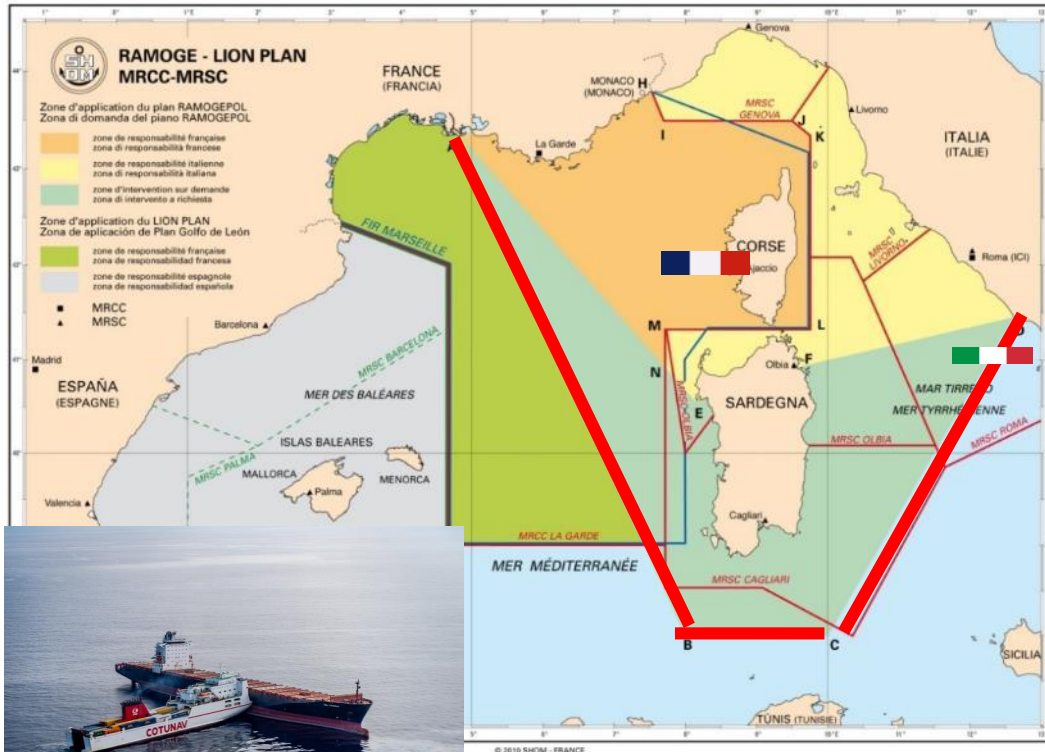 SHOM
RAMOGE - LION PLAN
MRCC-MRSC
Zone d'application du plan RAMOGEPOL
Zona di domanda del piano RAMOGEPOL
zone de responsabilité française
zona di responsabilità francese
zone de responsabilité italienne
zona di responsabilità italiana
zone d'intervention sur demande
zona di intervento a richiesta
Zone d'application du LION PLAN
Zona de aplicación de Plan Golfo de León
zone de responsabilité française
zona de responsabilidad francesa
zone de responsabilité espagnole
zona de responsabilidad española
MRCC
MRSC
FRANCE
(FRANCIA)
MONACO
(MONACO)
H
Genova
MRSC
GENOVA
I
J
K
Livorno
ITALIA
(ITALIE)
La Garde
A
FIR MARSEILLE
CORSE
Ajaccio
MRSC
LIVORNO
Roma (ICI)
Barcelona
Madrid
ESPAÑA
(ESPAGNE)
MRSC BARCELONA
MER DES BALÉARES
ISLAS BALEARES
MRSC PALMA
MALLORCA
Palma
MENORCA
Valencia
M
L
N
E
F
Olbia
MRSC OLBIA
SARDEGNA
Cagliari
MAR TIRRENO
MER TYRRHÉNIENNE
MRSC OLBIA
MRSC ROMA
MRCC LA GARDE
MER MÉDITERRANÉE
MRSC CAGLIARI
B
C
SICILIA
TÚNIS (TUNISIE)
COTUNAV
© 2010 SHOM - FRANCE